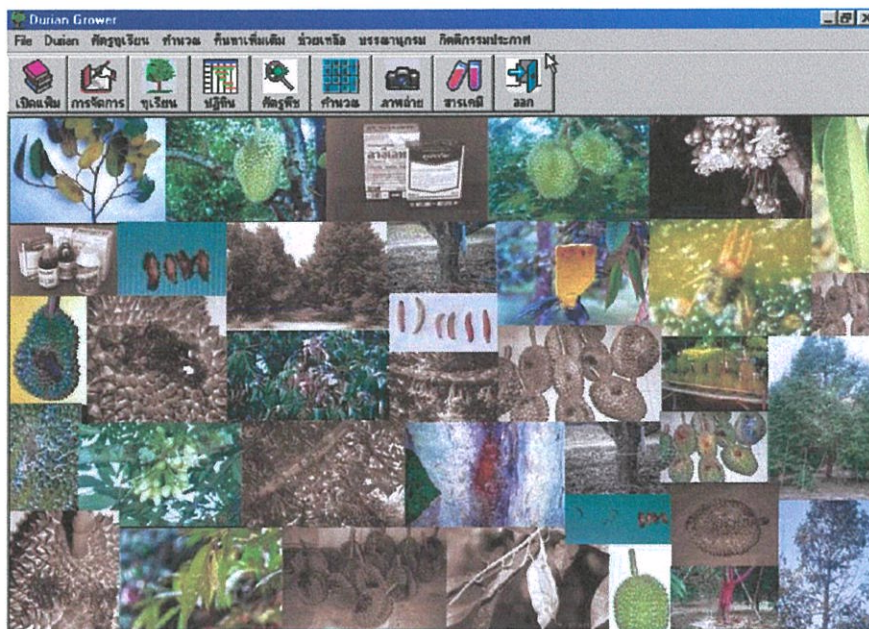 Durian Grower
File Durian ศัตรูทุเรียน คำนวณ ค้นหาเพิ่มเติม ช่วยเหลือ บรรณานุกรม กิตติกรรมประกาศ
เปิดแฟ้ม การจัดการ ทุเรียน ปฏิทิน ศัตรูพืช คำนวณ ภาพถ่าย สารเคมี ออก